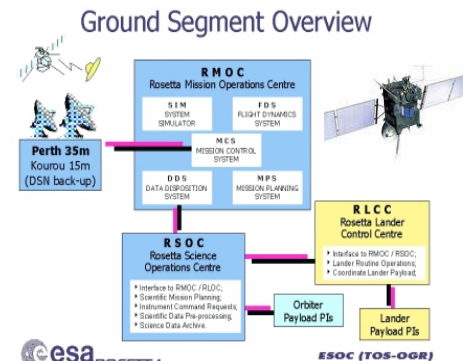 Ground Segment Overview
RMOC
Rosetta Mission Operations Centre
SIM
SYSTEM
SIMULATOR
FDS
FLIGHT DYNAMICS
SYSTEM
MCS
MISSION CONTROL
SYSTEM
DDS
DATA DISPOSITION
SYSTEM
MPS
MISSION PLANNING
SYSTEM
Perth 35m
Kourou 15m
(DSN back-up)
RSOC
Rosetta Science
Operations Centre
Interface to RMOC / RLOC;
Scientific Mission Planning;
Instrument Command Requests;
Scientific Data Pre-processing;
Science Data Archive.
RLCC
Rosetta Lander
Control Centre
Interface to RMOC / RSOC;
Lander Routine Operations;
Coordinate Lander Payload;
Orbiter
Payload PIs
Lander
Payload PIs
esa
ROSETTA
ESOC (TOS-OGR)